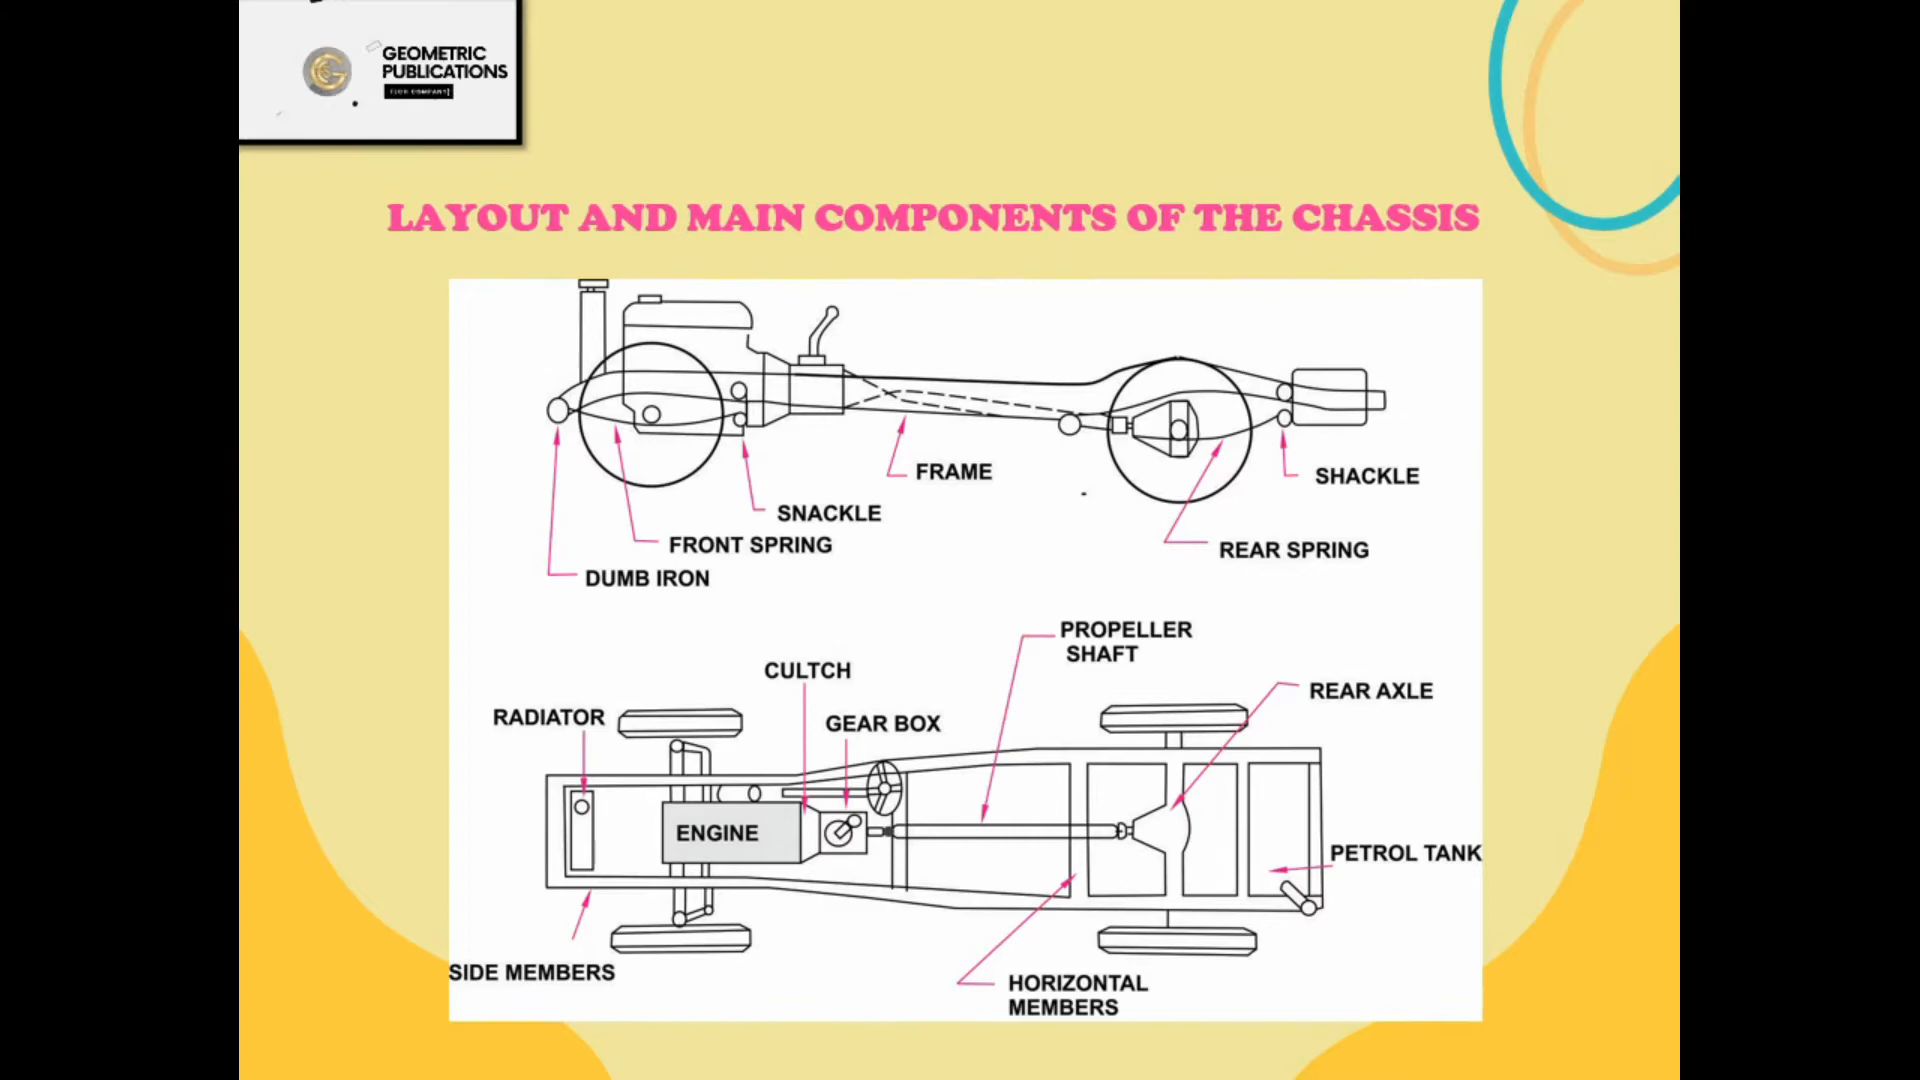 GEOMETRIC
PUBLICATIONS
LAYOUT AND MAIN COMPONENTS OF THE CHASSIS
FRAME
SHACKLE
SNACKLE
FRONT SPRING
REAR SPRING
DUMB IRON
PROPELLER
SHAFT
CULTCH
REAR AXLE
RADIATOR
GEAR BOX
ENGINE
PETROL TANK
SIDE MEMBERS
HORIZONTAL
MEMBERS